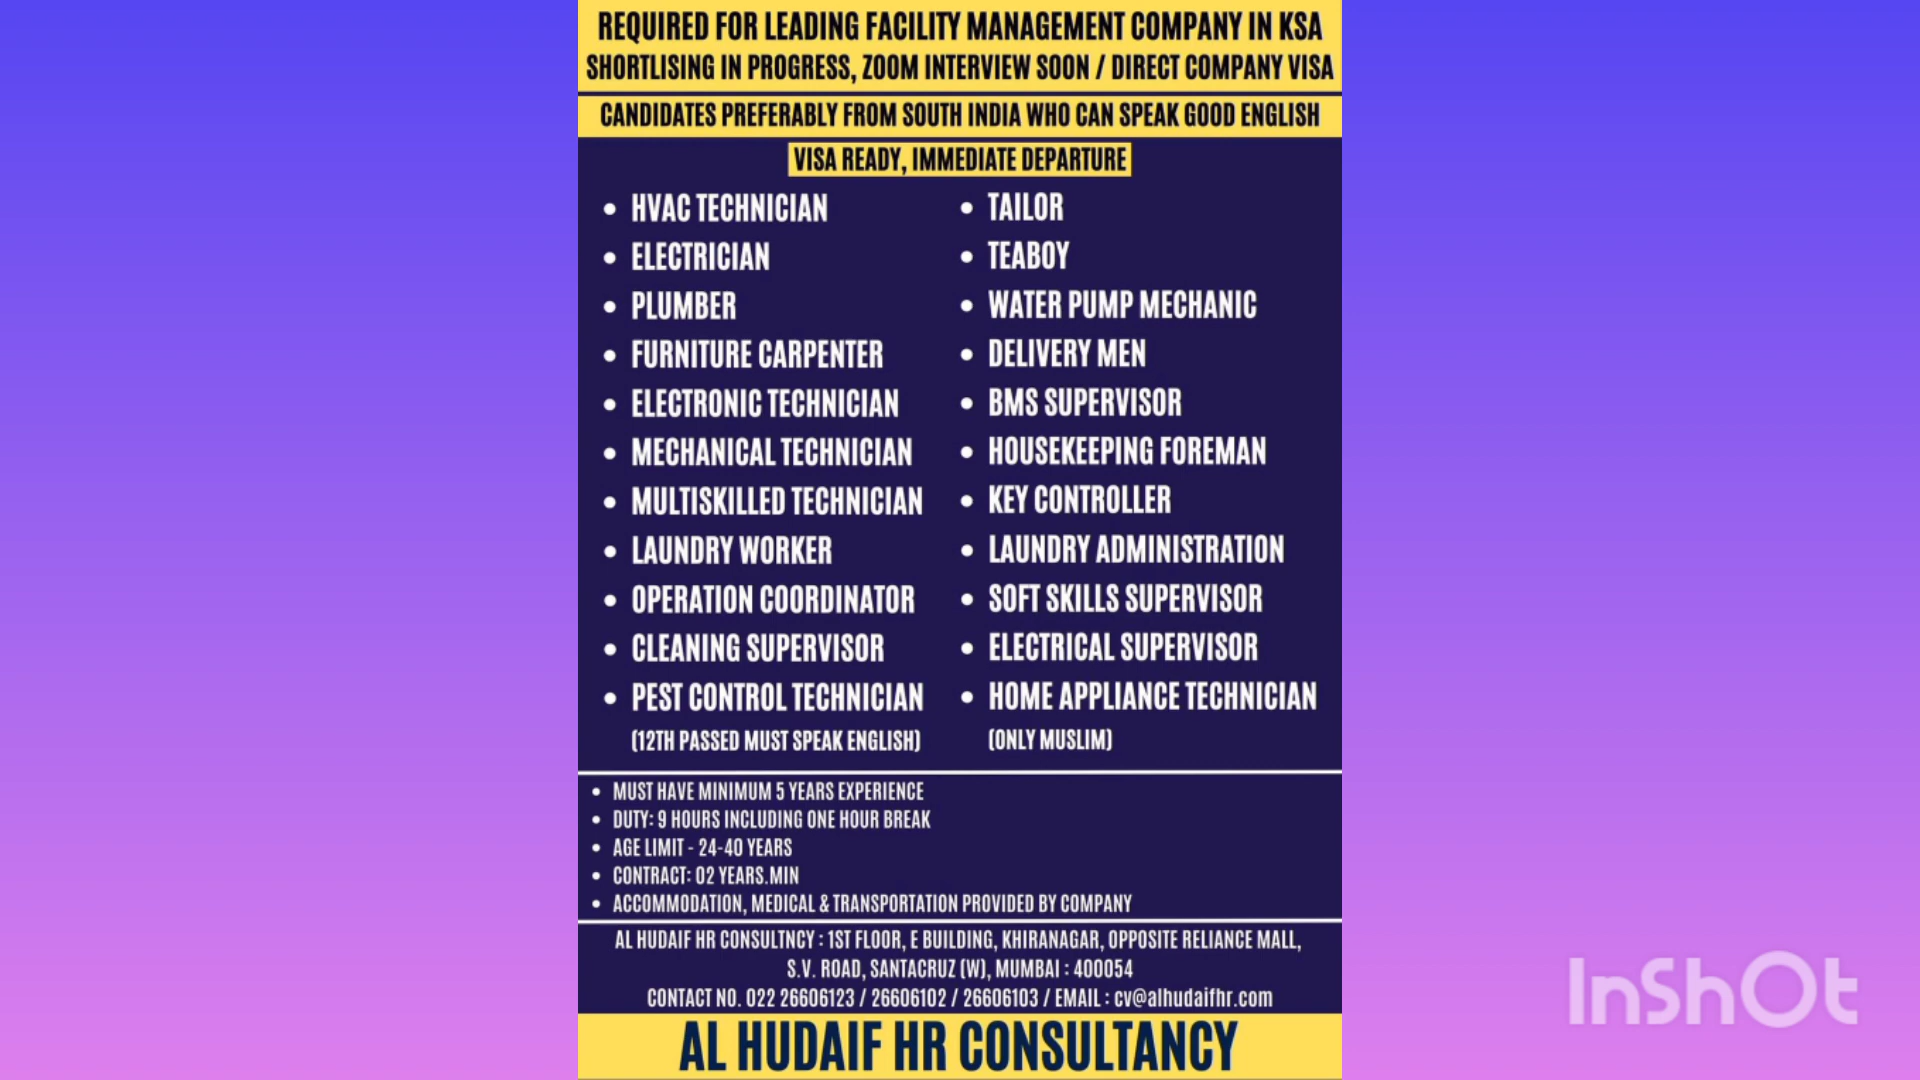 REQUIRED FOR LEADING FACILITY MANAGEMENT COMPANY IN KSA
SHORTLISING IN PROGRESS, ZOOM INTERVIEW SOON / DIRECT COMPANY VISA
CANDIDATES PREFERABLY FROM SOUTH INDIA WHO CAN SPEAK GOOD ENGLISH
VISA READY, IMMEDIATE DEPARTURE
• HVAC TECHNICIAN
• ELECTRICIAN
• PLUMBER
• FURNITURE CARPENTER
• ELECTRONIC TECHNICIAN
• MECHANICAL TECHNICIAN
• MULTISKILLED TECHNICIAN
• LAUNDRY WORKER
• OPERATION COORDINATOR
• CLEANING SUPERVISOR
• PEST CONTROL TECHNICIAN
(12TH PASSED MUST SPEAK ENGLISH)
• TAILOR
• TEABOY
• WATER PUMP MECHANIC
• DELIVERY MEN
• BMS SUPERVISOR
• HOUSEKEEPING FOREMAN
• KEY CONTROLLER
• LAUNDRY ADMINISTRATION
• SOFT SKILLS SUPERVISOR
• ELECTRICAL SUPERVISOR
• HOME APPLIANCE TECHNICIAN
(ONLY MUSLIM)
• MUST HAVE MINIMUM 5 YEARS EXPERIENCE
• DUTY: 9 HOURS INCLUDING ONE HOUR BREAK
• AGE LIMIT - 24-40 YEARS
• CONTRACT: 02 YEARS.MIN
• ACCOMMODATION, MEDICAL & TRANSPORTATION PROVIDED BY COMPANY
AL HUDAIF HR CONSULTNCY : 1ST FLOOR, E BUILDING, KHIRANAGAR, OPPOSITE RELIANCE MALL,
S.V. ROAD, SANTACRUZ (W), MUMBAI : 400054
CONTACT NO. 022 26606123 / 26606102 / 26606103 / EMAIL : cv@alhudaifhr.com
AL HUDAIF HR CONSULTANCY
InShOt